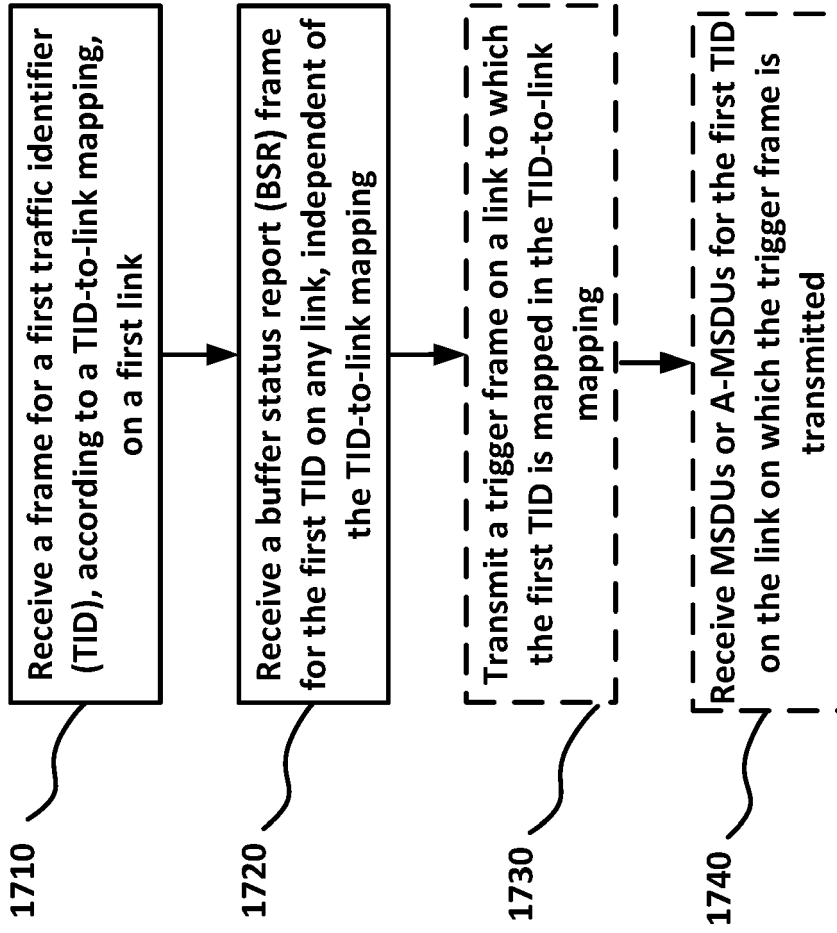 1710
Receive a frame for a first traffic identifier
(TID), according to a TID-to-link mapping,
on a first link
1720
Receive a buffer status report (BSR) frame
for the first TID on any link, independent of
the TID-to-link mapping
1730
Transmit a trigger frame on a link to which
the first TID is mapped in the TID-to-link
mapping
1740
Receive MSDUs or A-MSDUs for the first TID
on the link on which the trigger frame is
transmitted